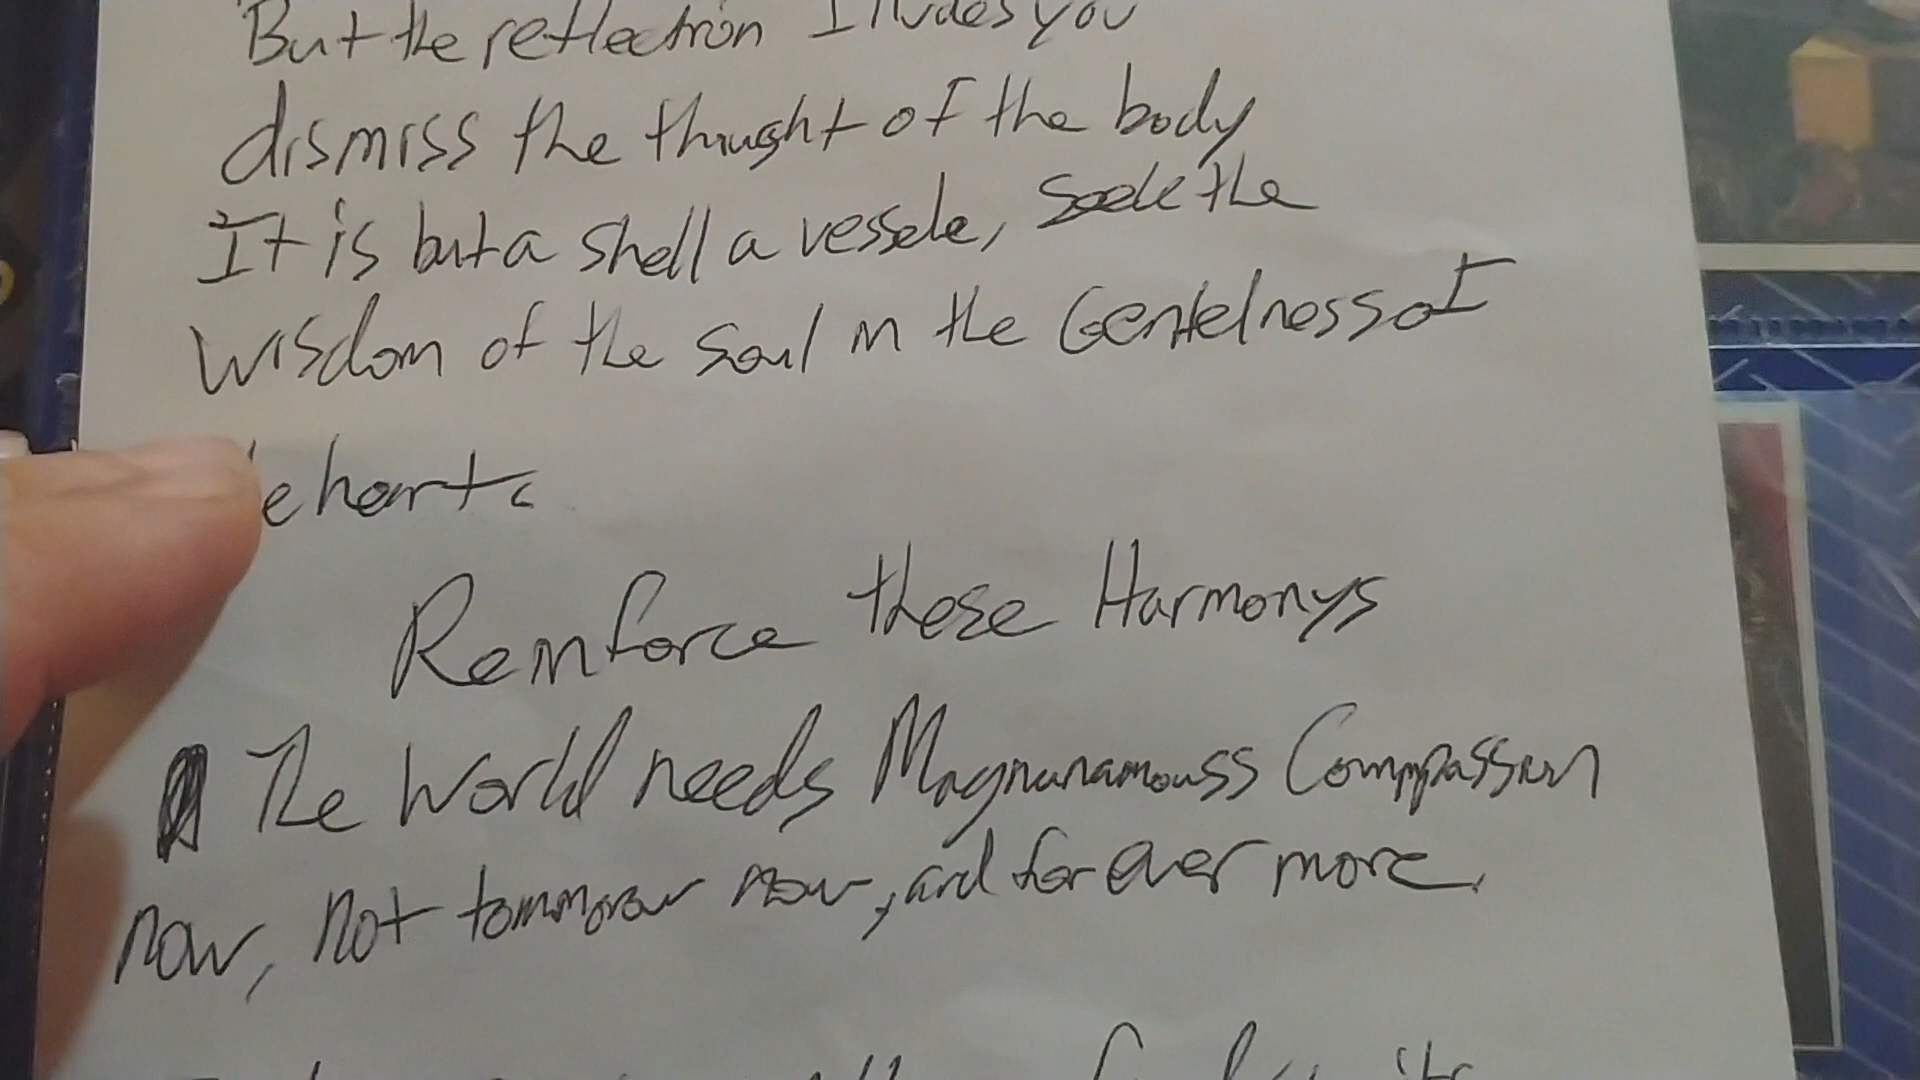 But the reflection Illudes you
dismiss the thought of the body
It is but a shell a vessele, Seek the
wisdom of the Soul in the Gentelness of
e heart
Reinforce these Harmonys
The World needs Magnanamouss Compassion
now, not tommorow now, and for ever more.